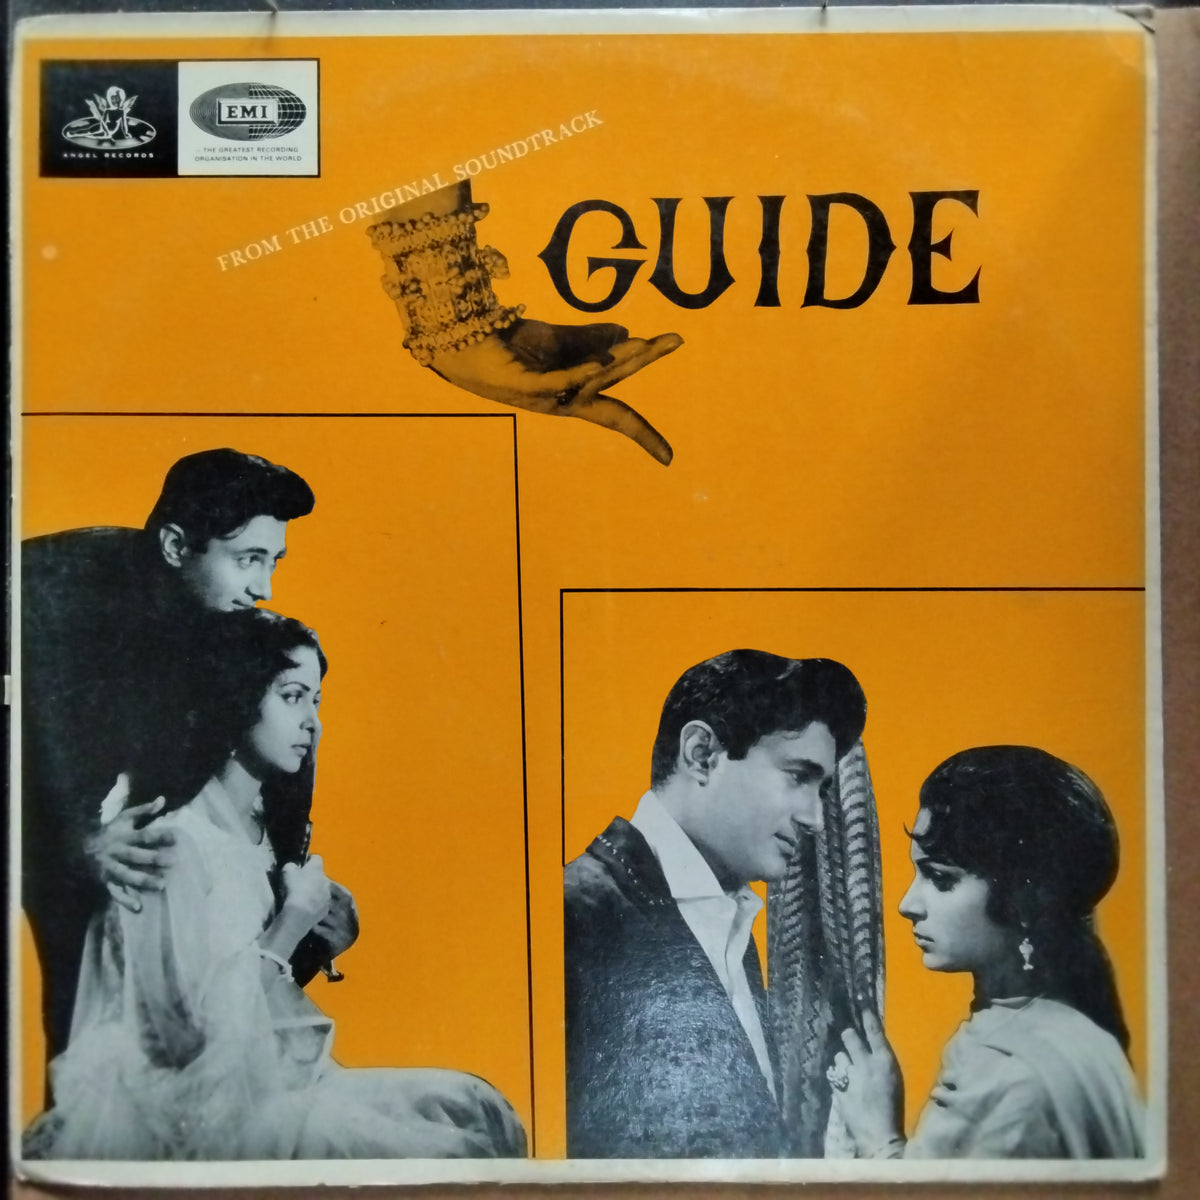 ANGEL RECORDS
EMI
THE GREATEST RECORDING
ORGANISATION IN THE WORLD
FROM THE ORIGINAL SOUNDTRACK
GUIDE